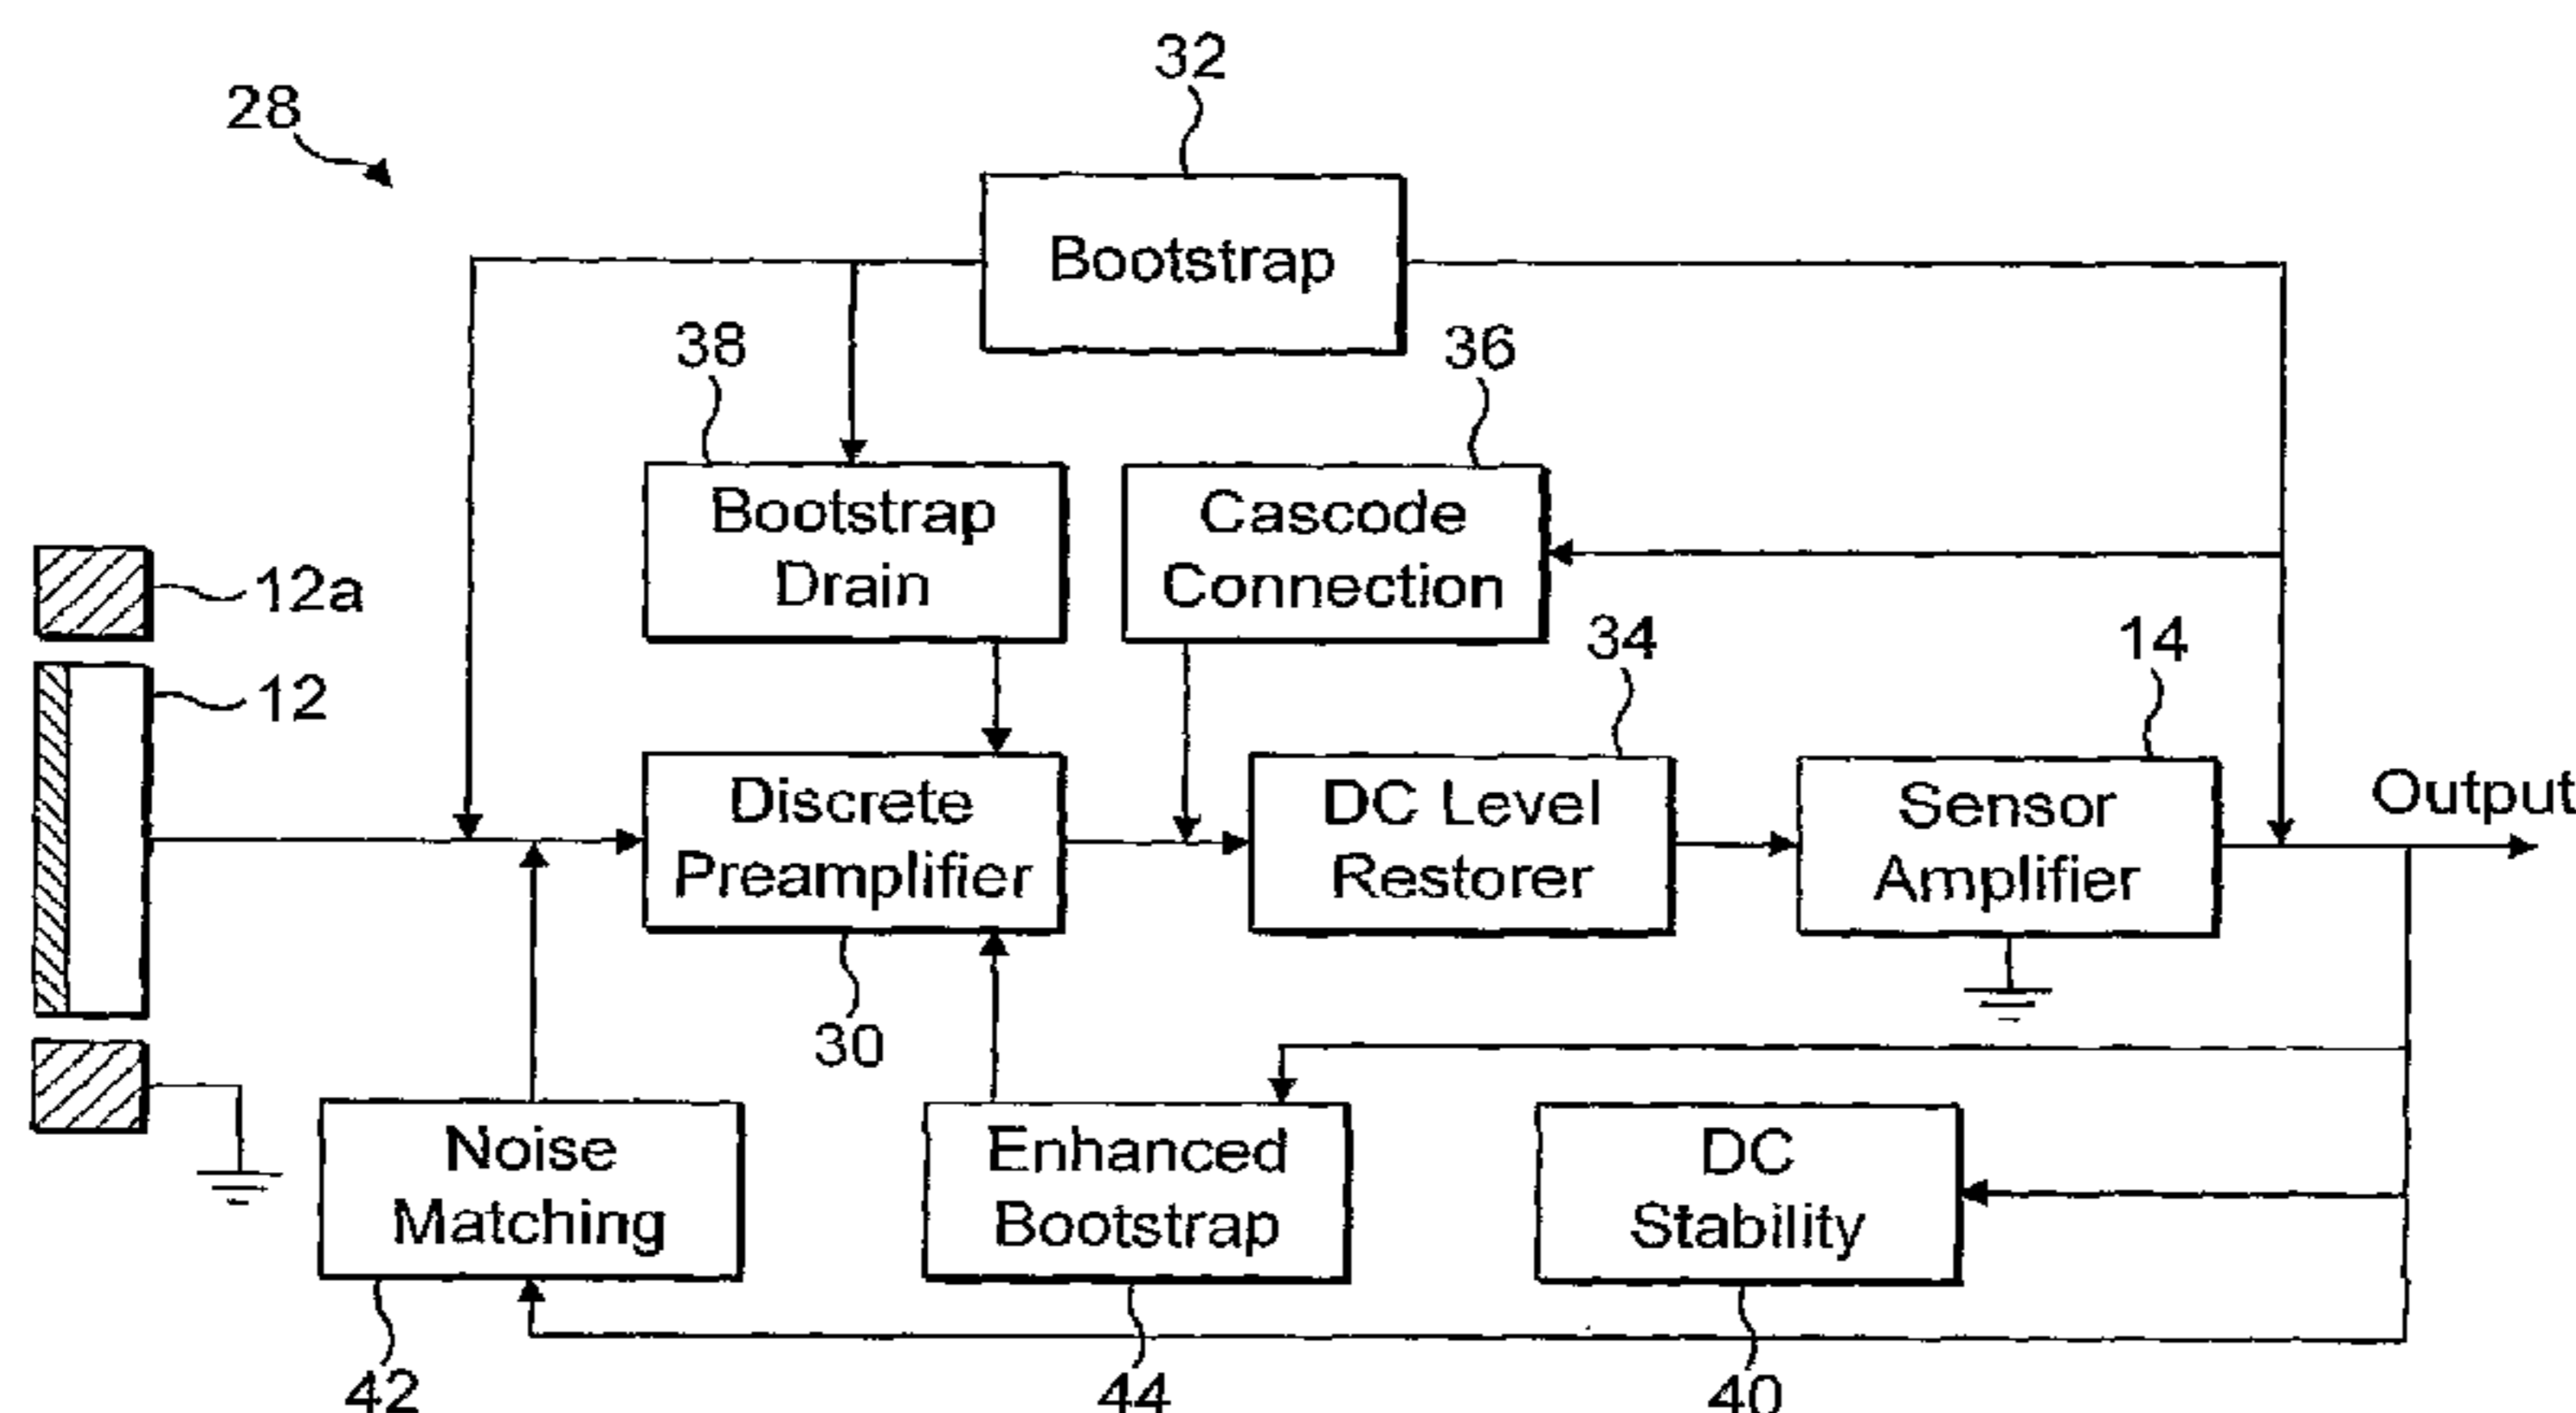 32
28
Bootstrap
38
36
Bootstrap
Drain
Cascode
Connection
12a
34
14
12
Discrete
Preamplifier
DC Level
Restorer
Sensor
Amplifier
Output
30
Noise
Matching
Enhanced
Bootstrap
DC
Stability
42
44
40